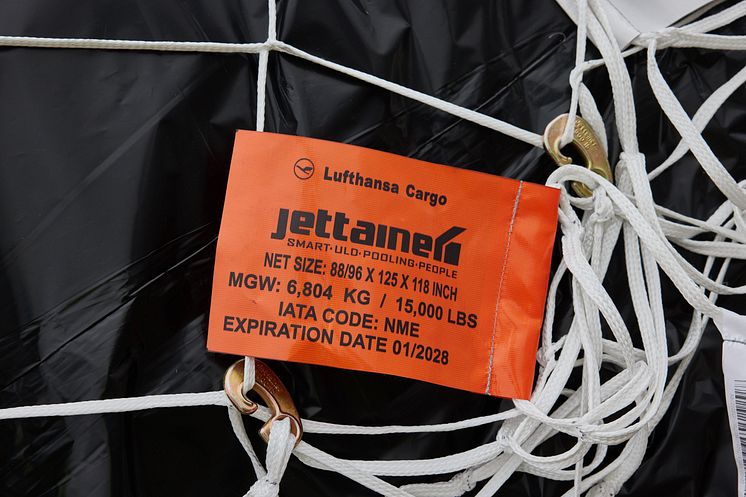 Lufthansa Cargo
jettainer
SMART·ULD·POOLING·PEOPLE
NET SIZE: 88/96 X 125 X 118 INCH
MGW: 6,804 KG / 15,000 LBS
IATA CODE: NME
EXPIRATION DATE 01/2028